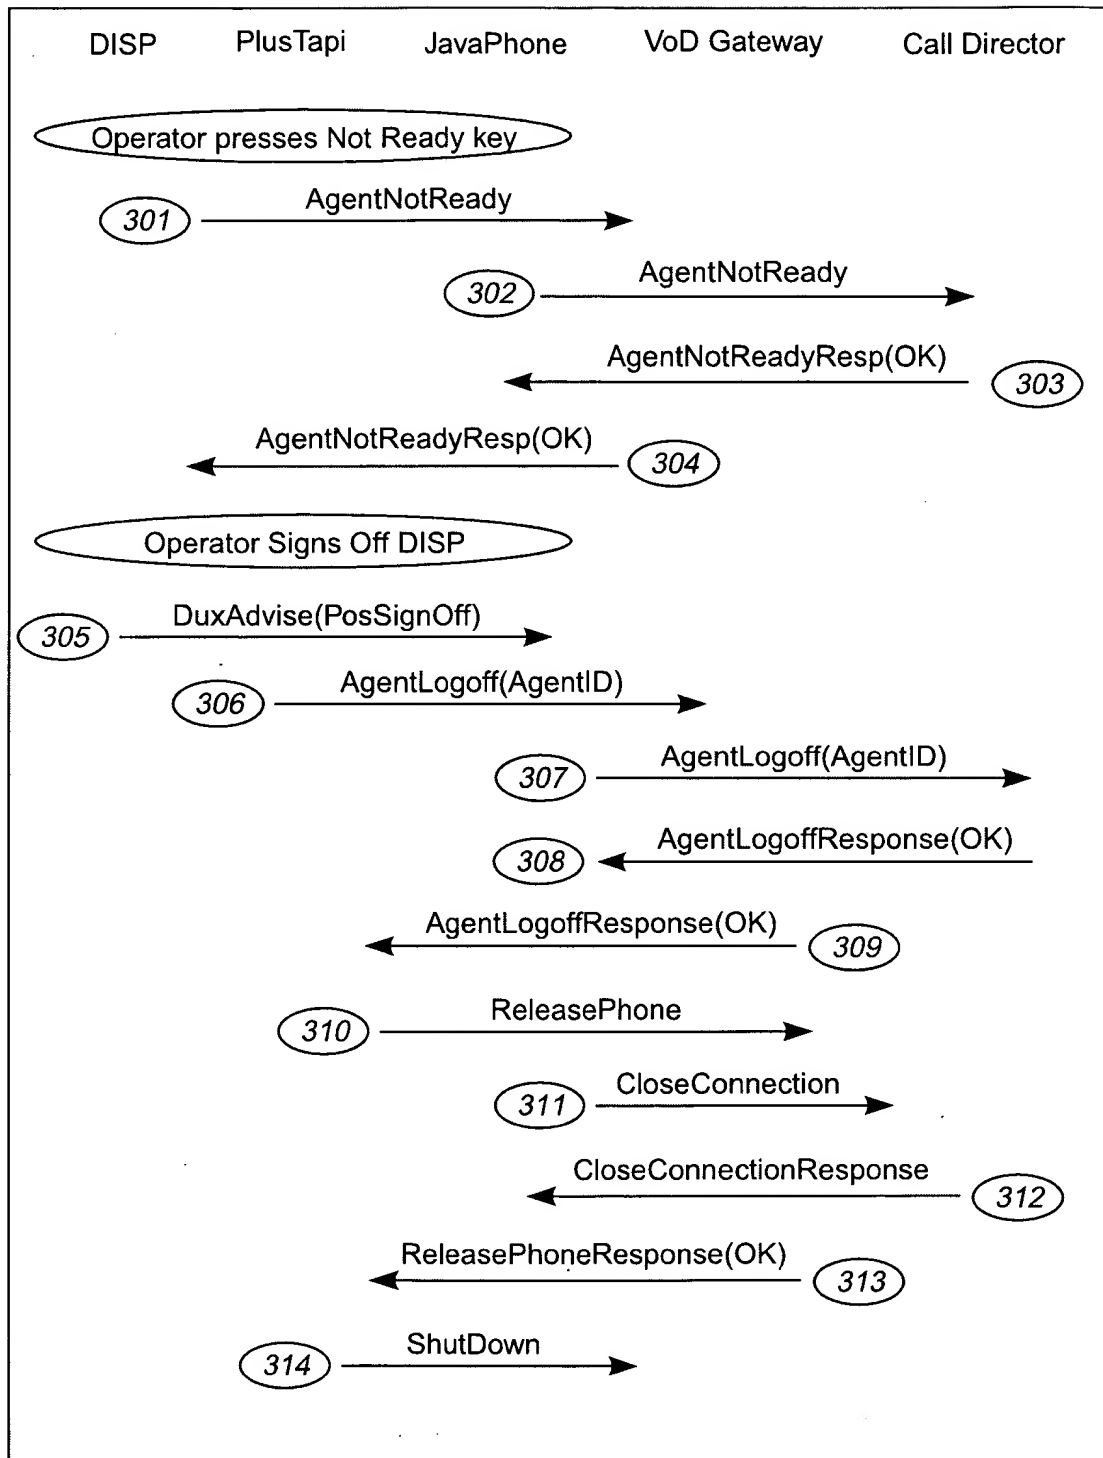 DISP PlusTapi JavaPhone VoD Gateway Call Director
Operator presses Not Ready key
301 AgentNotReady
302 AgentNotReady
AgentNotReadyResp(OK) 303
AgentNotReadyResp(OK) 304
Operator Signs Off DISP
305 DuxAdvise(PosSignOff)
306 AgentLogoff(AgentID)
307 AgentLogoff(AgentID)
308 AgentLogoffResponse(OK)
AgentLogoffResponse(OK) 309
310 ReleasePhone
311 CloseConnection
CloseConnectionResponse 312
ReleasePhoneResponse(OK) 313
314 ShutDown